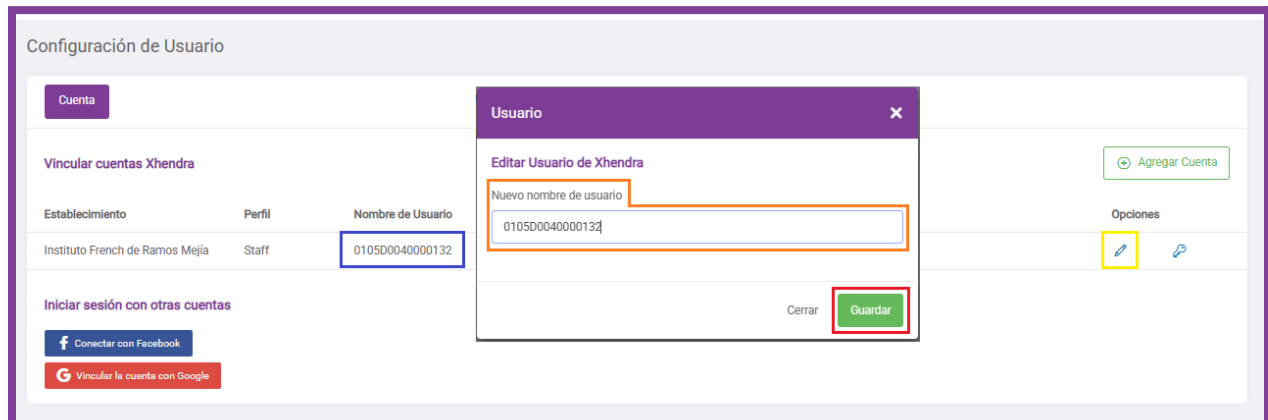 Configuración de Usuario
Cuenta
Vincular cuentas Xhendra
Agregar Cuenta
Establecimiento Perfil Nombre de Usuario Opciones
Instituto French de Ramos Mejía Staff 0105D0040000132
Iniciar sesión con otras cuentas
Conectar con Facebook
Vincular la cuenta con Google
Usuario
Editar Usuario de Xhendra
Nuevo nombre de usuario
0105D0040000132
Cerrar Guardar